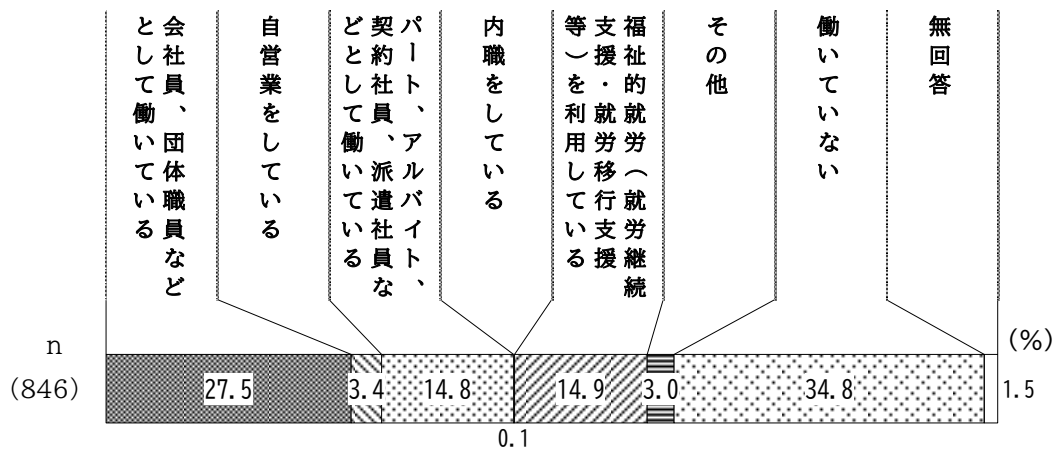 会社員、団体職員など
として働いている
自営業をしている
パート、アルバイト、
契約社員、派遣社員な
どとして働いている
内職をしている
福祉的就労（就労継続
支援・就労移行支援
等）を利用している
その他
働いていない
無回答
(%)
n
(846)
27.5
3.4
14.8
0.1
14.9
3.0
34.8
1.5